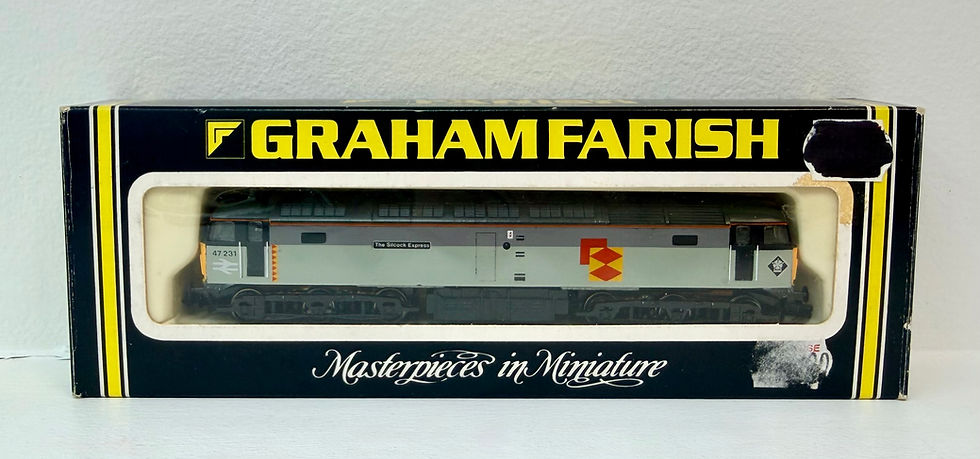 GRAHAM FARISH
The Silcock Express
47 231
Masterpieces in Miniature